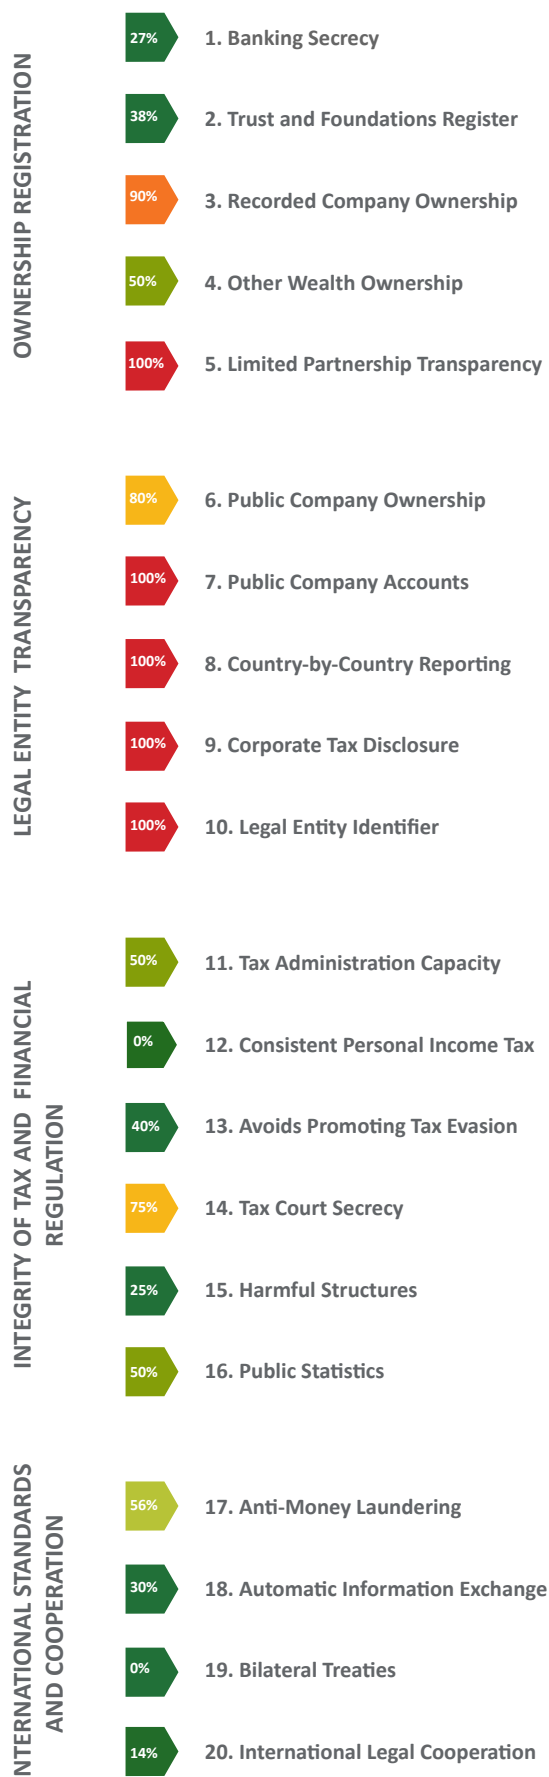 OWNERSHIP REGISTRATION
27% 1. Banking Secrecy
38% 2. Trust and Foundations Register
90% 3. Recorded Company Ownership
50% 4. Other Wealth Ownership
100% 5. Limited Partnership Transparency
LEGAL ENTITY TRANSPARENCY
80% 6. Public Company Ownership
100% 7. Public Company Accounts
100% 8. Country-by-Country Reporting
100% 9. Corporate Tax Disclosure
100% 10. Legal Entity Identifier
INTEGRITY OF TAX AND FINANCIAL
REGULATION
50% 11. Tax Administration Capacity
0% 12. Consistent Personal Income Tax
40% 13. Avoids Promoting Tax Evasion
75% 14. Tax Court Secrecy
25% 15. Harmful Structures
50% 16. Public Statistics
NTERNATIONAL STANDARDS
AND COOPERATION
56% 17. Anti-Money Laundering
30% 18. Automatic Information Exchange
0% 19. Bilateral Treaties
14% 20. International Legal Cooperation